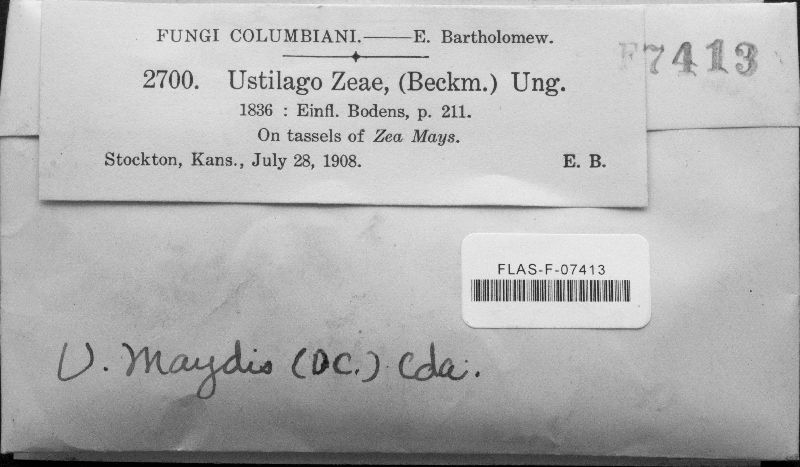 FUNGI COLUMBIANI.——E. Bartholomew.
F7413
2700. Ustilago Zeae, (Beckm.) Ung.
1836 : Einfl. Bodens, p. 211.
On tassels of Zea Mays.
Stockton, Kans., July 28, 1908. E. B.
FLAS-F-07413
U. Maydis (DC.) Cda.